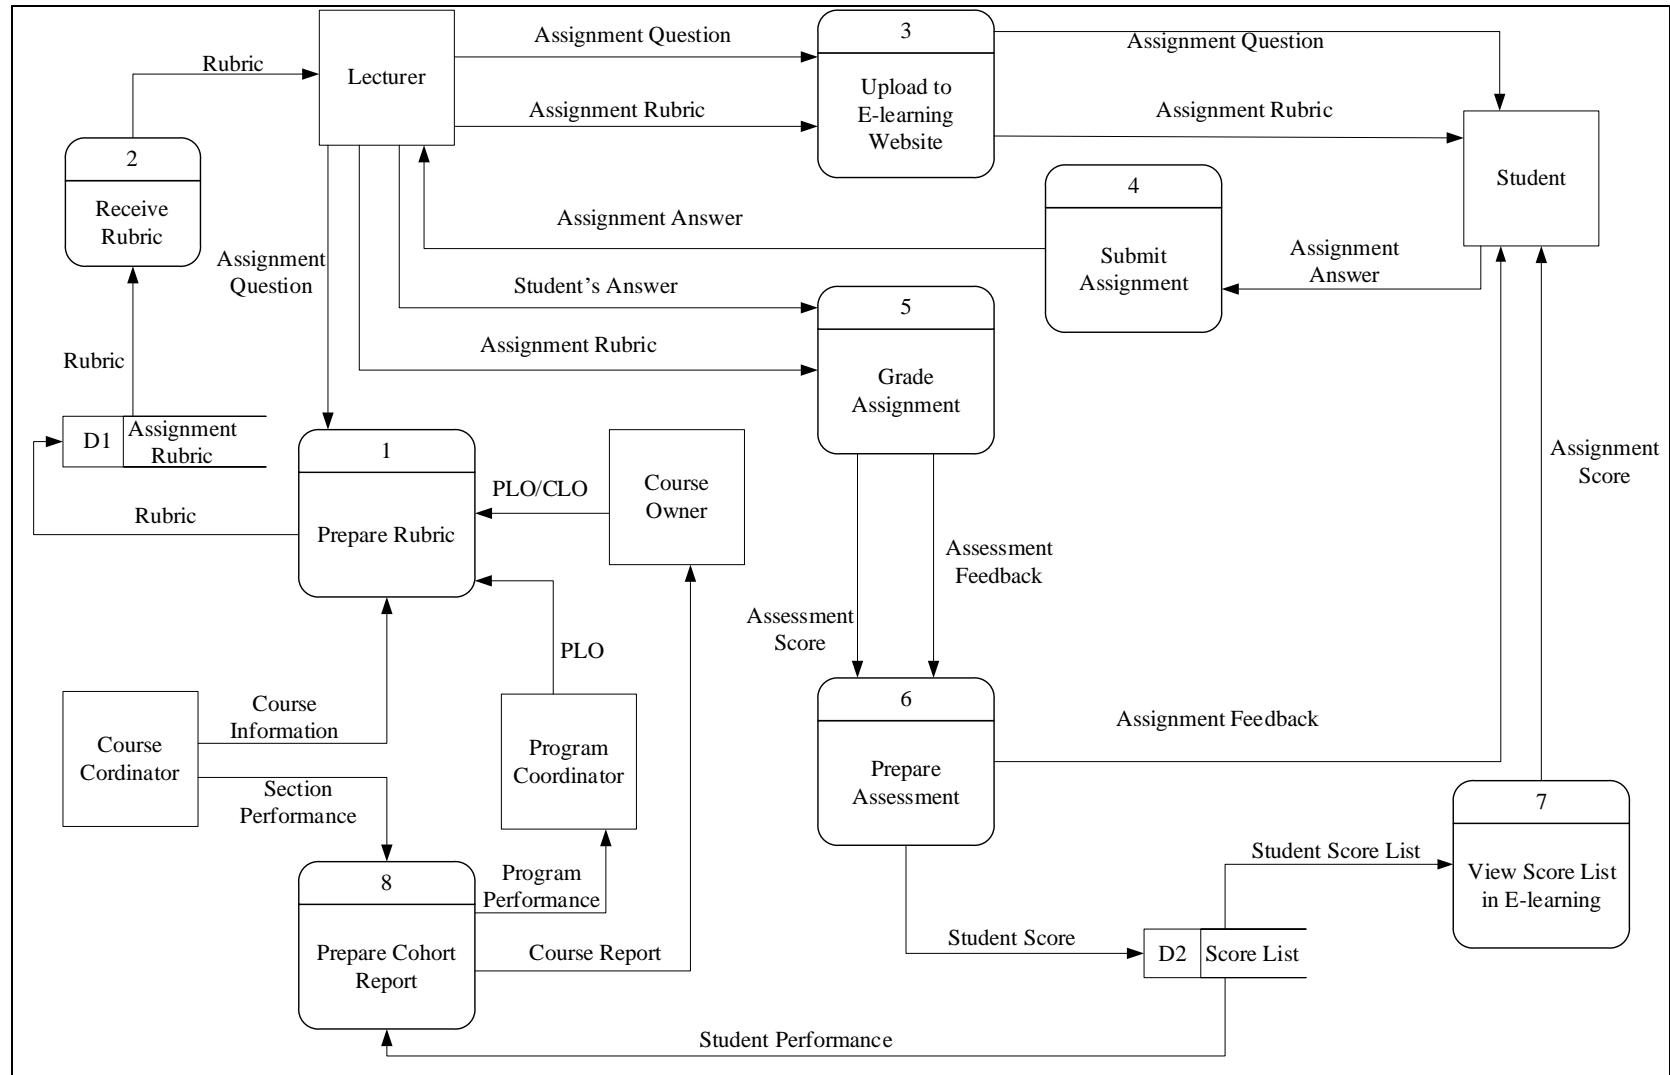 Assignment Question
3
Assignment Question
Rubric
Lecturer
Upload to
E-learning
Website
Assignment Rubric
Assignment Rubric
2
Receive
Rubric
4
Student
Assignment Answer
Submit
Assignment
Assignment
Answer
Assignment
Question
Student's Answer
5
Assignment Rubric
Grade
Assignment
Rubric
D1
Assignment
Rubric
1
Rubric
Prepare Rubric
PLO/CLO
Course
Owner
Assignment
Score
Assessment
Feedback
Assessment
Score
PLO
Course
Information
Course
Cordinator
Section
Performance
Program
Coordinator
6
Prepare
Assessment
Assignment Feedback
7
View Score List
in E-learning
Student Score List
8
Program
Performance
Prepare Cohort
Report
Course Report
Student Score
D2
Score List
Student Performance